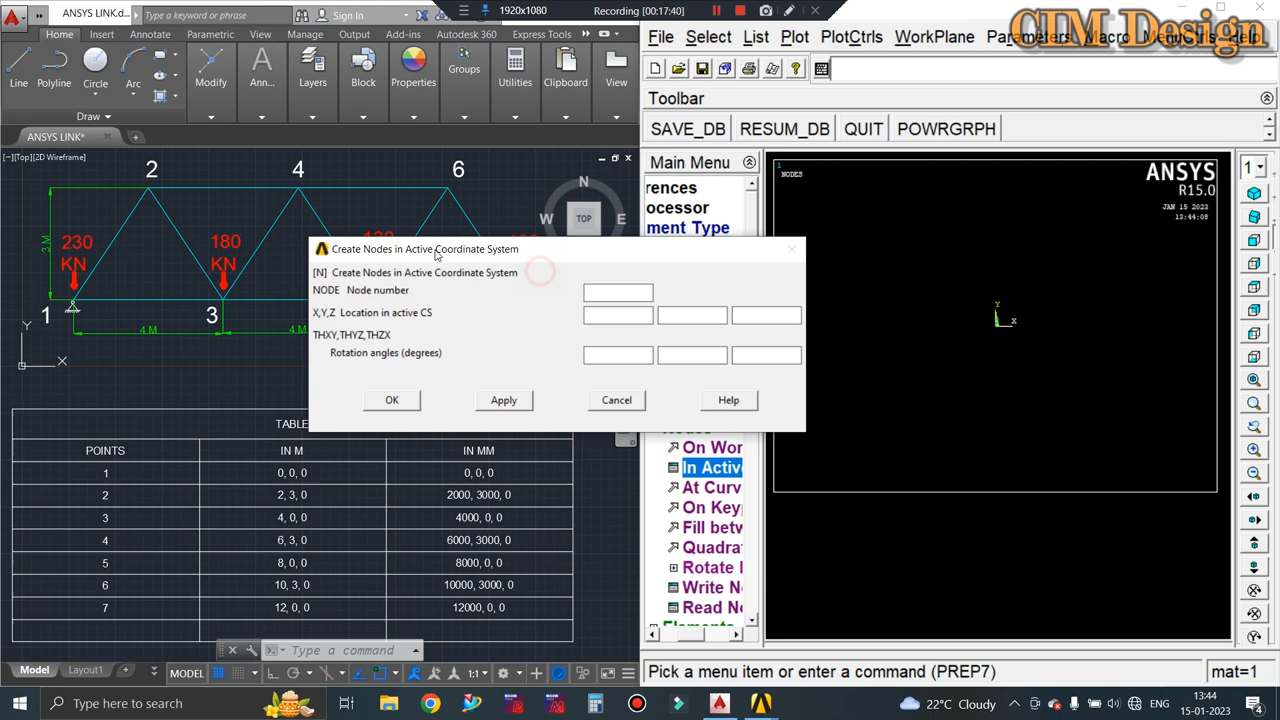 ANSYS LINK.d...
Type a keyword or phrase
Sign In
1920x1080
Recording [00:17:40]
CTM Design
Home
Insert
Annotate
Parametric
View
Manage
Output
Add-ins
Autodesk 360
Express Tools
File
Select
List
Plot
PlotCtrls
WorkPlane
Parameters
Macro
Line
Polyline
Circle
Arc
Modify
Ann...
Layers
Block
Properties
Groups
Utilities
Clipboard
View
Draw
Toolbar
SAVE_DB
RESUM_DB
QUIT
POWRGRPH
ANSYS LINK*
[–][Top][2D Wireframe]
2
4
6
N
W
TOP
E
3 M
230
KN
180
KN
1
3
4 M
4 M
Y
X
Main Menu
rences
ocessor
ment Type
1
NODES
ANSYS
R15.0
JAN 15 2023
13:44:08
Y
X
1
Create Nodes in Active Coordinate System
[N] Create Nodes in Active Coordinate System
NODE Node number
X,Y,Z Location in active CS
THXY,THYZ,THZX
Rotation angles (degrees)
OK
Apply
Cancel
Help
On Wor
In Active
At Curv
On Keyp
Fill betw
Quadrat
Rotate
Write No
Read No
TABLE
POINTS IN M IN MM
1 0, 0, 0 0, 0, 0
2 2, 3, 0 2000, 3000, 0
3 4, 0, 0 4000, 0, 0
4 6, 3, 0 6000, 3000, 0
5 8, 0, 0 8000, 0, 0
6 10, 3, 0 10000, 3000, 0
7 12, 0, 0 12000, 0, 0
Type a command
Model
Layout1
MODEL
1:1
Pick a menu item or enter a command (PREP7)
mat=1
Type here to search
22°C Cloudy
ENG
13:44
15-01-2023